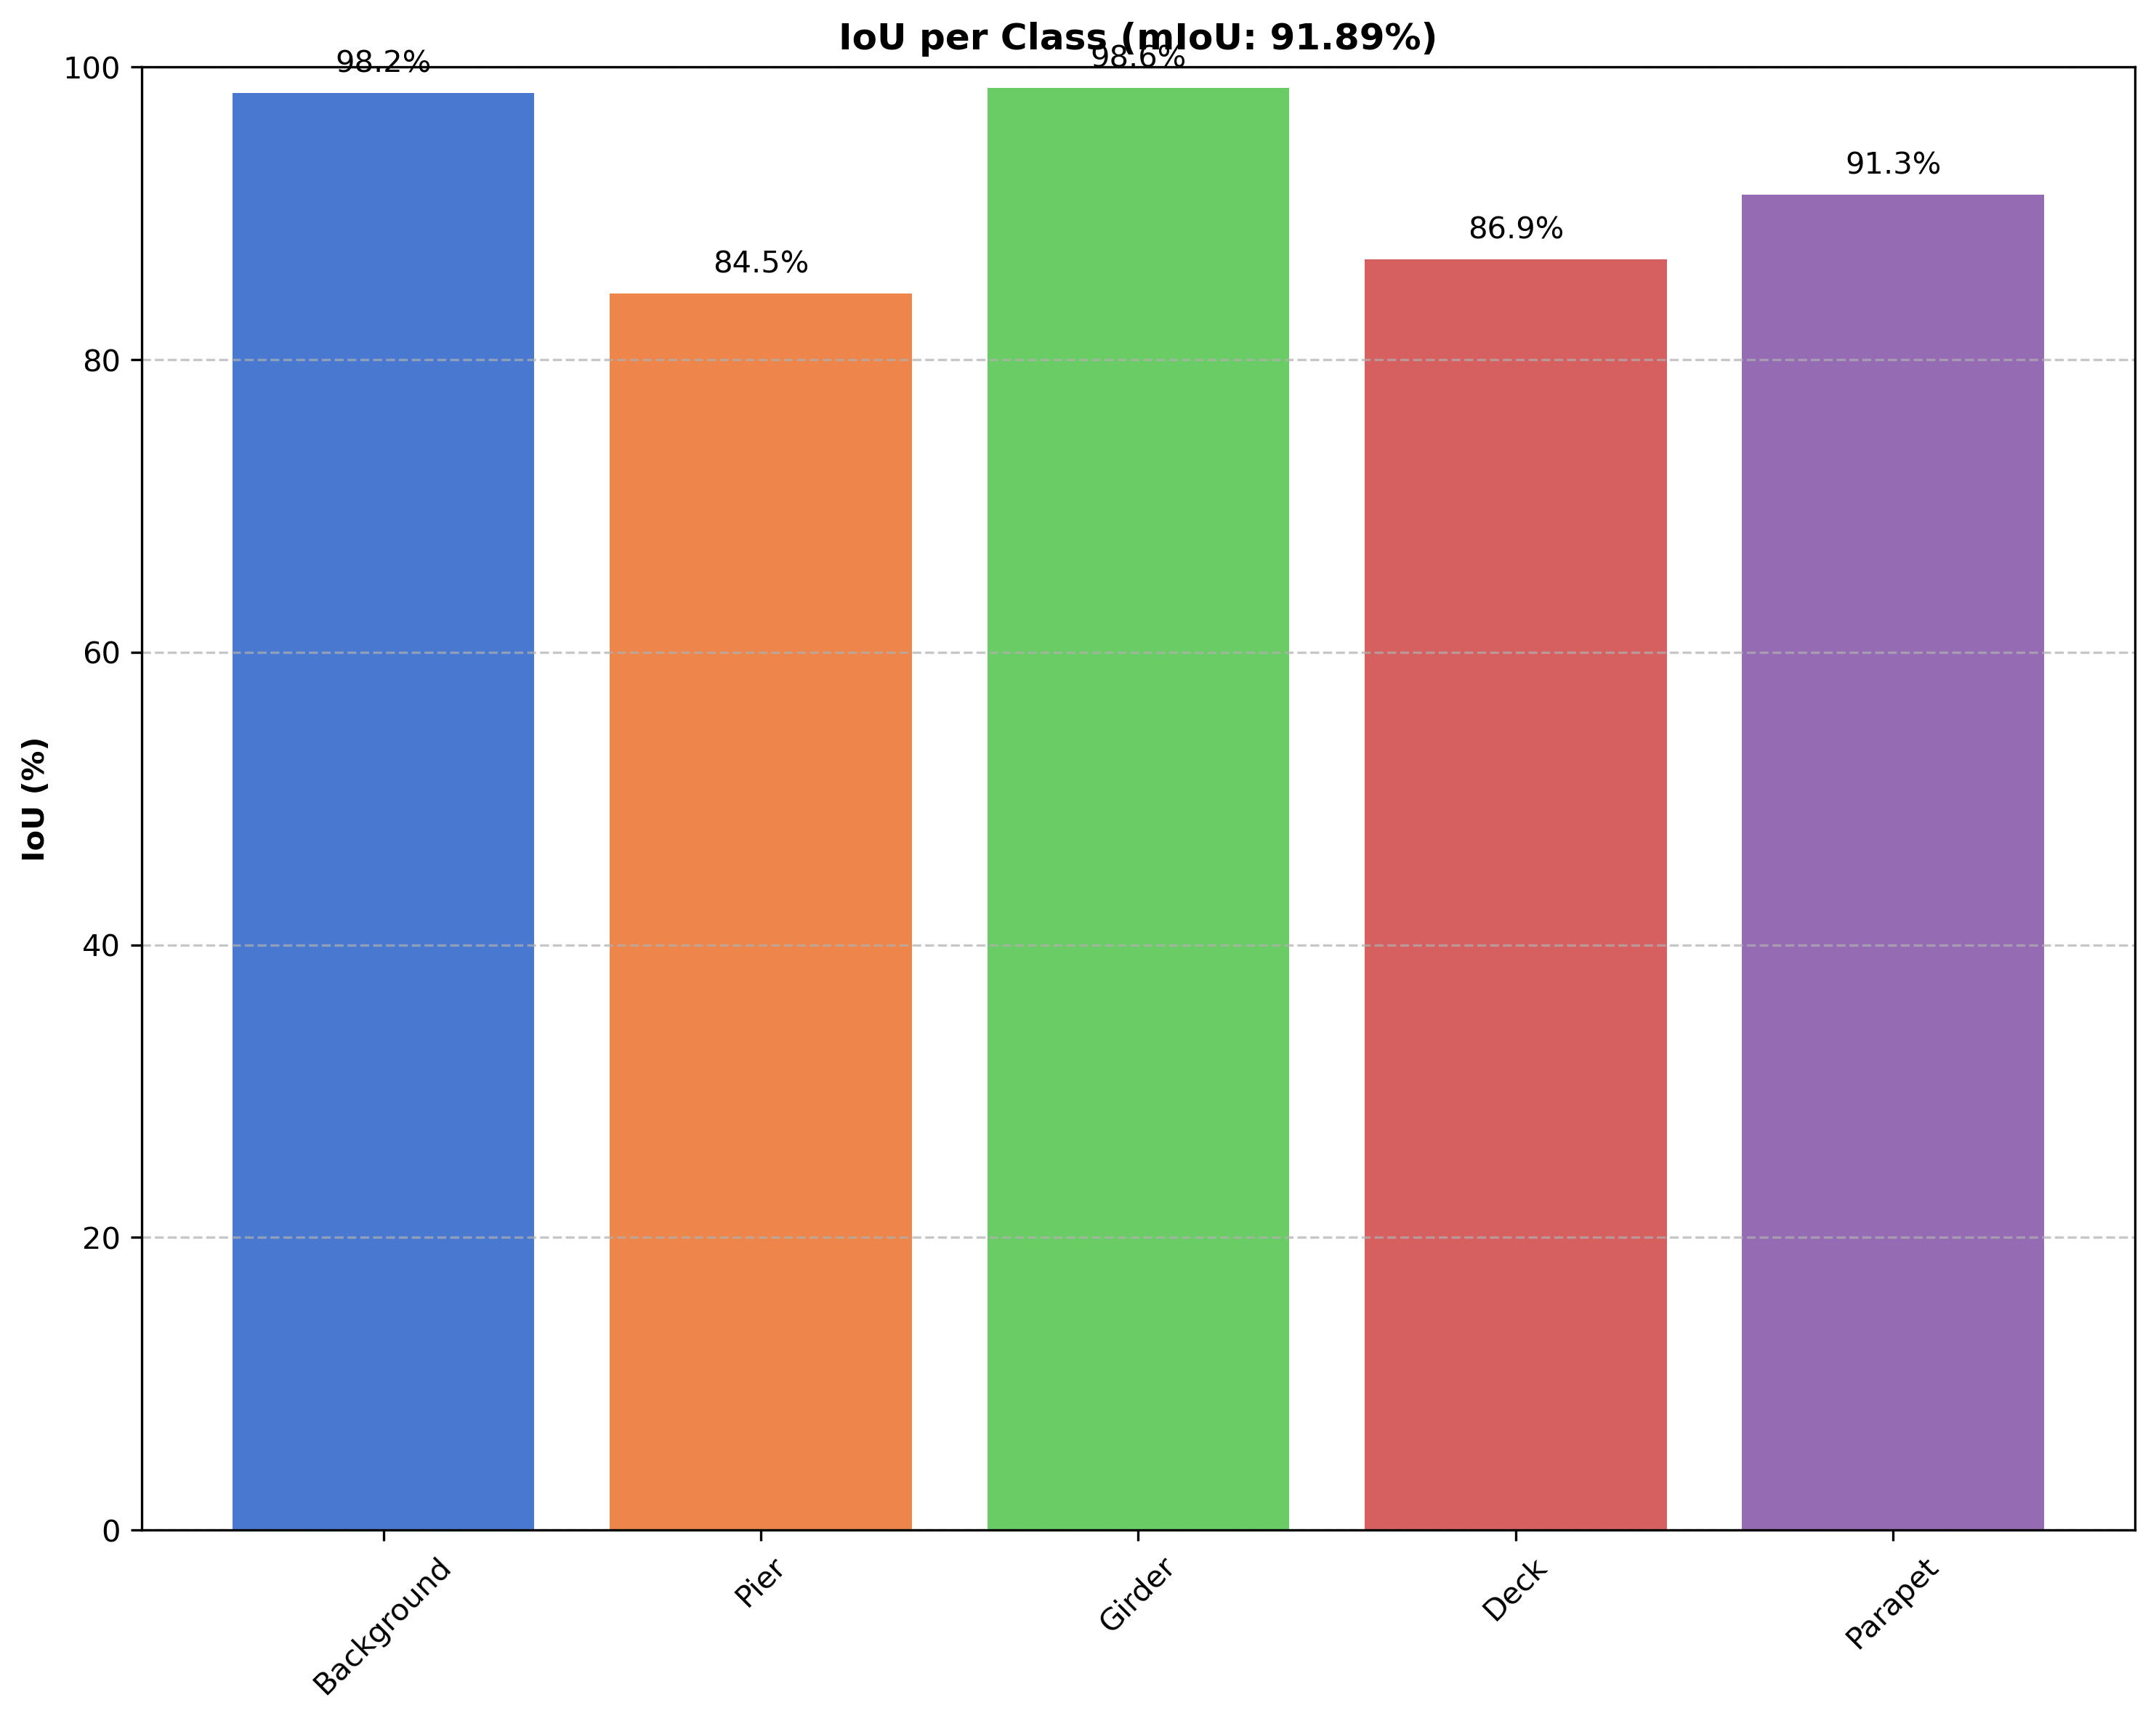 IoU per Class (mIoU: 91.89%)
98.2%
84.5%
98.6%
86.9%
91.3%
100
80
60
40
20
0
IoU (%)
Background
Pier
Girder
Deck
Parapet